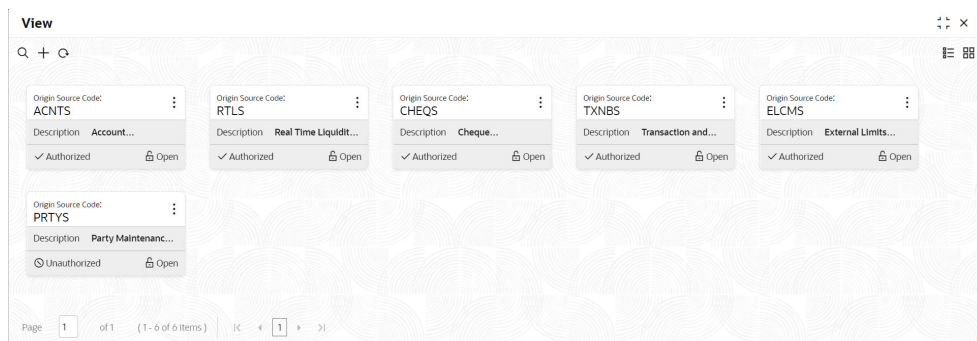 View
Origin Source Code:
ACNTS
Description Account...
Authorized Open
Origin Source Code:
RTLS
Description Real Time Liquidit...
Authorized Open
Origin Source Code:
CHEQS
Description Cheque...
Authorized Open
Origin Source Code:
TXNBS
Description Transaction and...
Authorized Open
Origin Source Code:
ELCMS
Description External Limits...
Authorized Open
Origin Source Code:
PRTYS
Description Party Maintenanc...
Unauthorized Open
Page 1 of 1 (1 - 6 of 6 items) 1